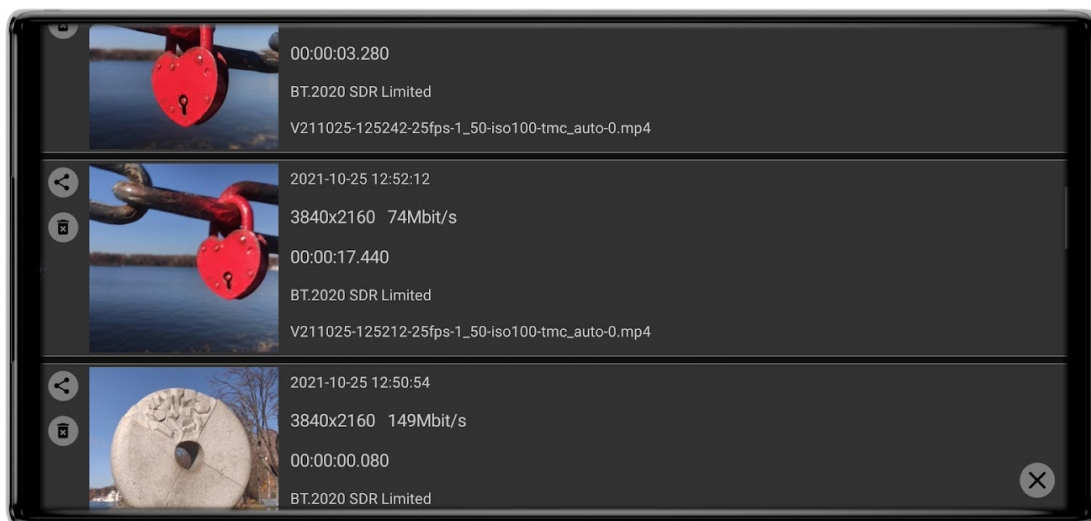 00:00:03.280
BT.2020 SDR Limited
V211025-125242-25fps-1_50-iso100-tmc_auto-0.mp4
2021-10-25 12:52:12
3840x2160 74Mbit/s
00:00:17.440
BT.2020 SDR Limited
V211025-125212-25fps-1_50-iso100-tmc_auto-0.mp4
2021-10-25 12:50:54
3840x2160 149Mbit/s
00:00:00.080
BT.2020 SDR Limited